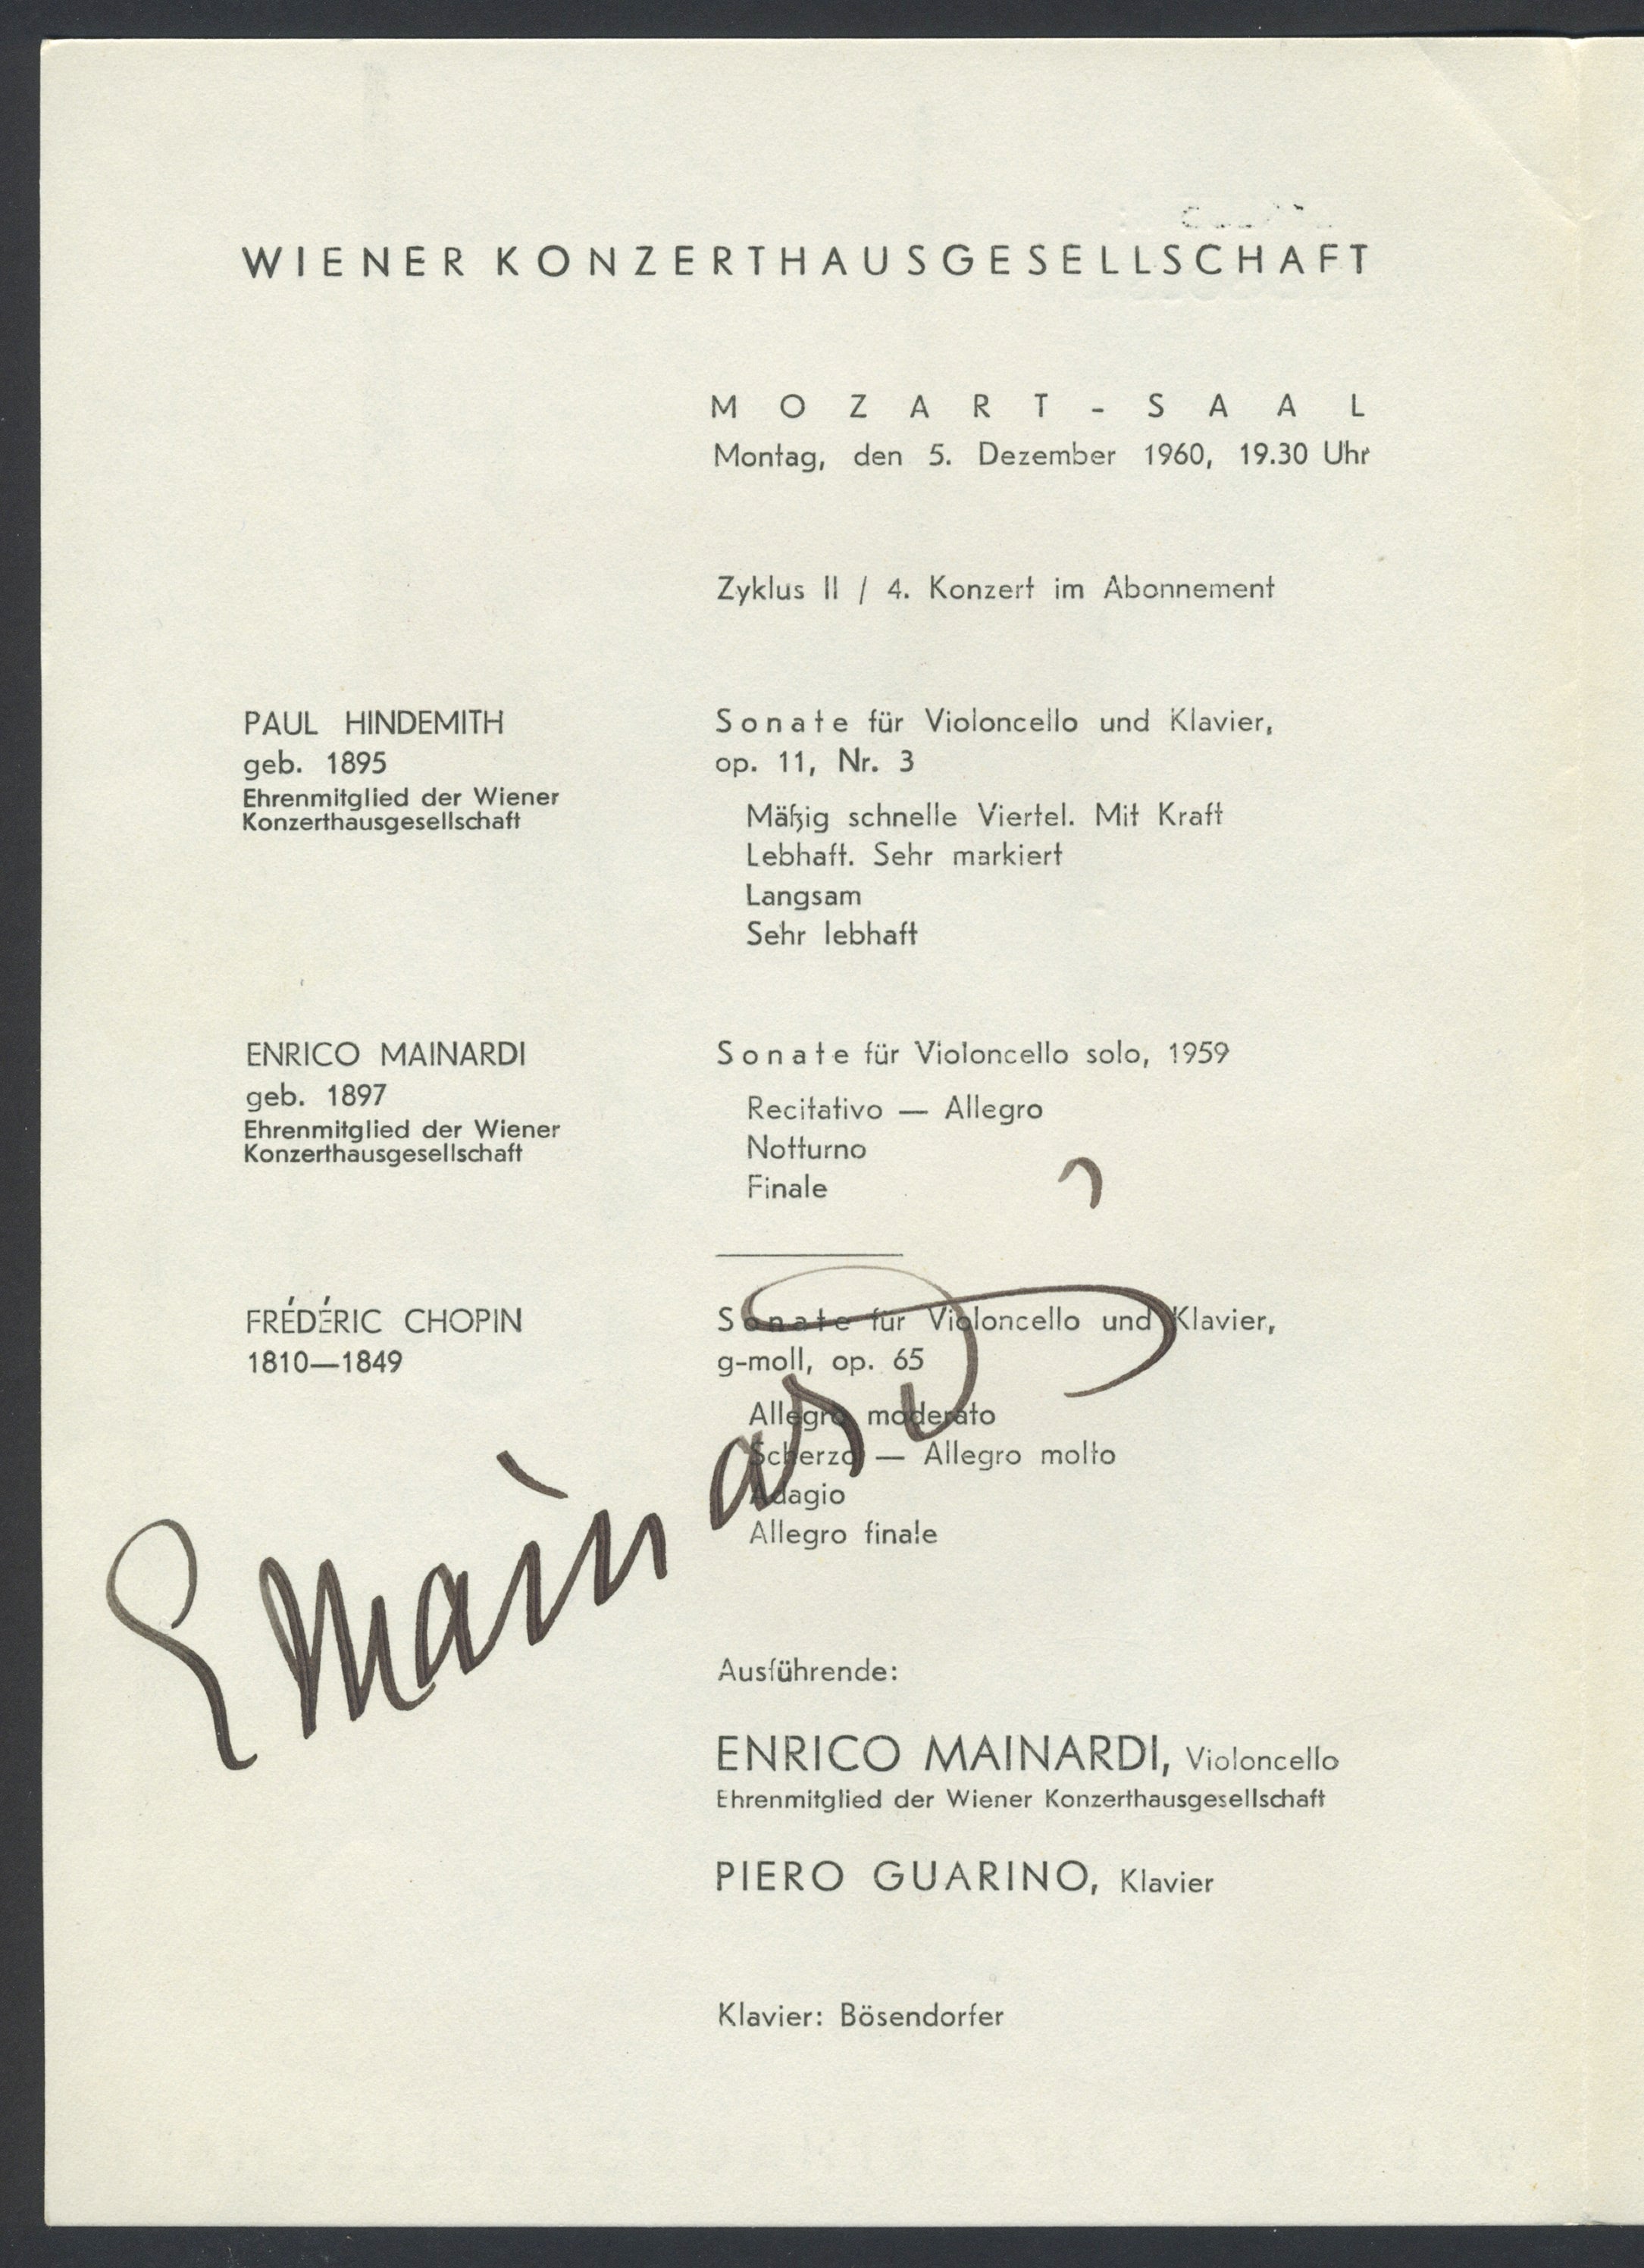 WIENER KONZERTHAUSGESELLSCHAFT
MOZART-SAAL
Montag, den 5. Dezember 1960, 19.30 Uhr
Zyklus II / 4. Konzert im Abonnement
PAUL HINDEMITH
geb. 1895
Ehrenmitglied der Wiener
Konzerthausgesellschaft
Sonate für Violoncello und Klavier,
op. 11, Nr. 3
Mäßig schnelle Viertel. Mit Kraft
Lebhaft. Sehr markiert
Langsam
Sehr lebhaft
ENRICO MAINARDI
geb. 1897
Ehrenmitglied der Wiener
Konzerthausgesellschaft
Sonate für Violoncello solo, 1959
Recitativo — Allegro
Notturno
Finale
FRÉDÉRIC CHOPIN
1810—1849
Sonate für Violoncello und Klavier,
g-moll, op. 65
Allegro moderato
Scherzo — Allegro molto
Adagio
Allegro finale
E Mainardi
Ausführende:
ENRICO MAINARDI, Violoncello
Ehrenmitglied der Wiener Konzerthausgesellschaft
PIERO GUARINO, Klavier
Klavier: Bösendorfer